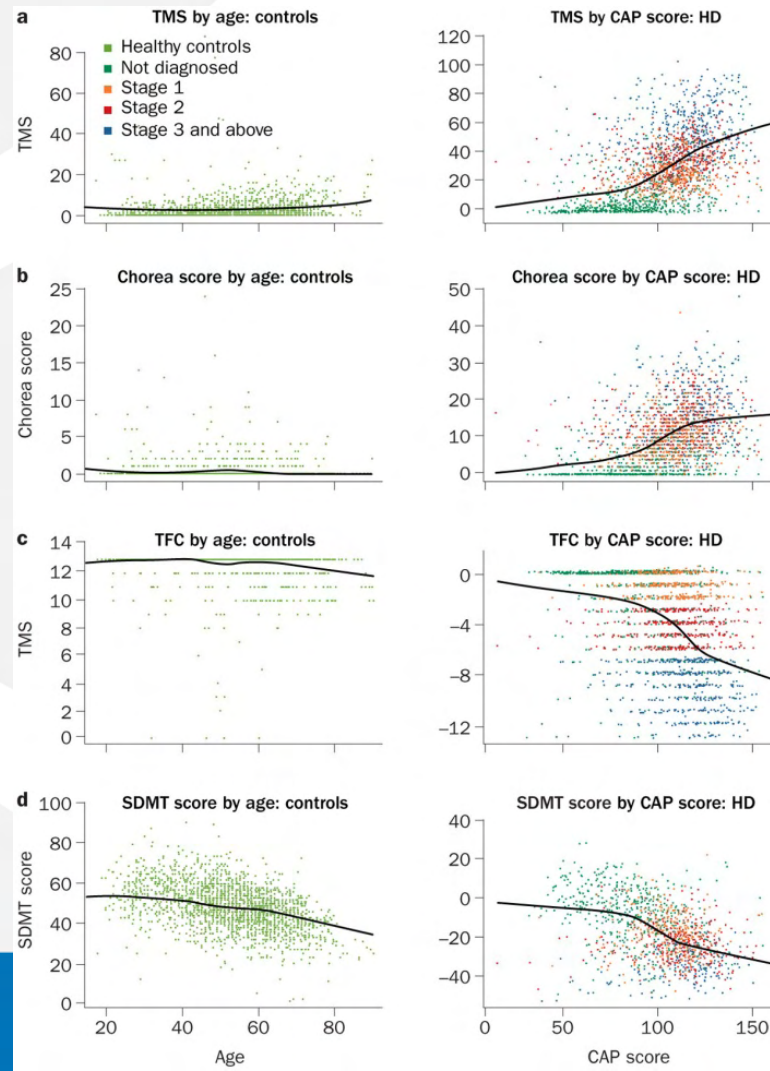 a
TMS by age: controls
TMS by CAP score: HD
Healthy controls
Not diagnosed
Stage 1
Stage 2
Stage 3 and above
TMS
80
60
40
20
0
120
100
80
60
40
20
0
b
Chorea score by age: controls
Chorea score by CAP score: HD
Chorea score
25
20
15
10
5
0
50
40
30
20
10
0
c
TFC by age: controls
TFC by CAP score: HD
TMS
14
12
10
8
6
4
2
0
0
−4
−8
−12
d
SDMT score by age: controls
SDMT score by CAP score: HD
SDMT score
100
80
60
40
20
0
40
20
0
−20
−40
20 40 60 80
0 50 100 150
Age
CAP score